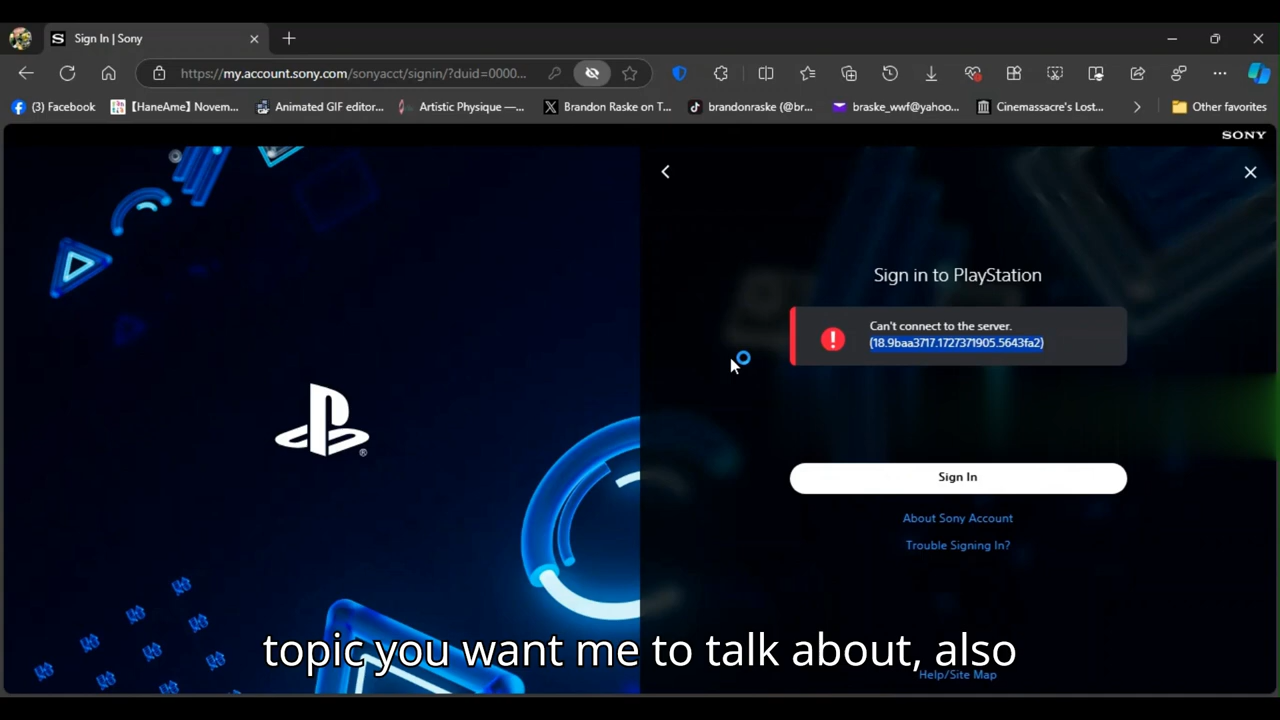 Sign In | Sony
https://my.account.sony.com/sonyacct/signin/?duid=0000...
(3) Facebook
【HaneAme】Novem...
Animated GIF editor...
Artistic Physique —...
Brandon Raske on T...
brandonraske (@br...
braske_wwf@yahoo...
Cinemassacre's Lost...
Other favorites
SONY
Sign in to PlayStation
Can't connect to the server.
(18.9baa3717.1727371905.5643fa2)
Sign In
About Sony Account
Trouble Signing In?
topic you want me to talk about, also
Help/Site Map